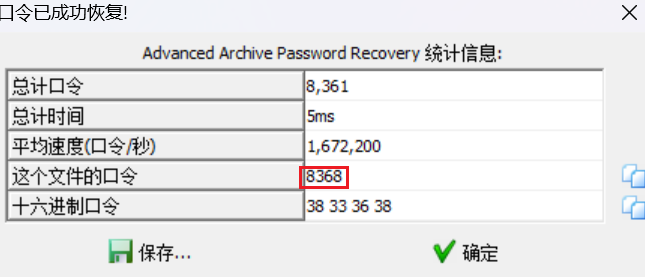 口令已成功恢复!
Advanced Archive Password Recovery 统计信息:
总计口令 8,361
总计时间 5ms
平均速度(口令/秒) 1,672,200
这个文件的口令 8368
十六进制口令 38 33 36 38
保存... 确定